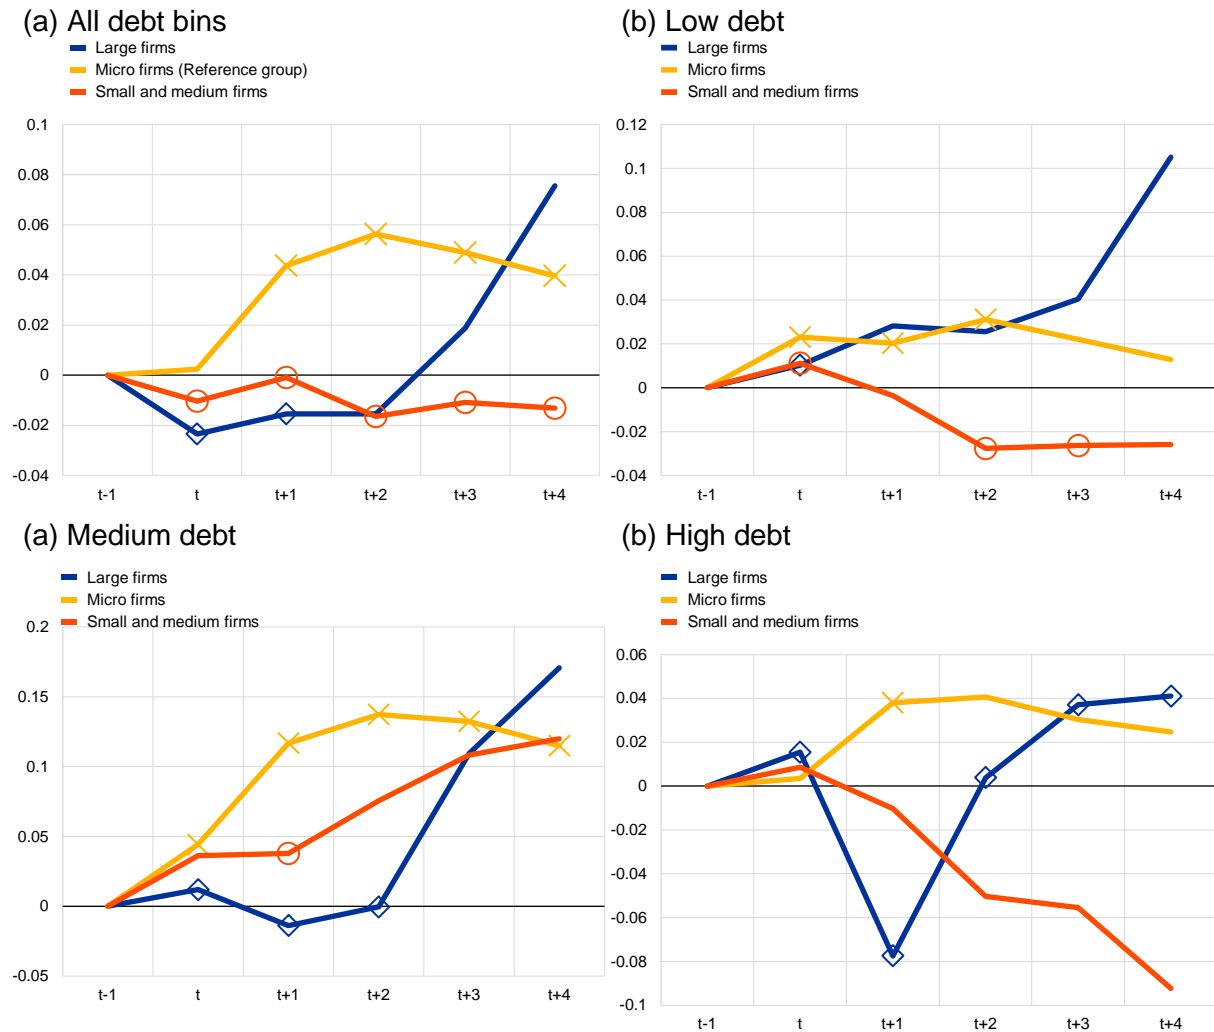 (a) All debt bins
Large firms
Micro firms (Reference group)
Small and medium firms
0.1
0.08
0.06
0.04
0.02
0
-0.02
-0.04
t-1 t t+1 t+2 t+3 t+4
(b) Low debt
Large firms
Micro firms
Small and medium firms
0.12
0.1
0.08
0.06
0.04
0.02
0
-0.02
-0.04
t-1 t t+1 t+2 t+3 t+4
(a) Medium debt
Large firms
Micro firms
Small and medium firms
0.2
0.15
0.1
0.05
0
-0.05
t-1 t t+1 t+2 t+3 t+4
(b) High debt
Large firms
Micro firms
Small and medium firms
0.06
0.04
0.02
0
-0.02
-0.04
-0.06
-0.08
-0.1
t-1 t t+1 t+2 t+3 t+4